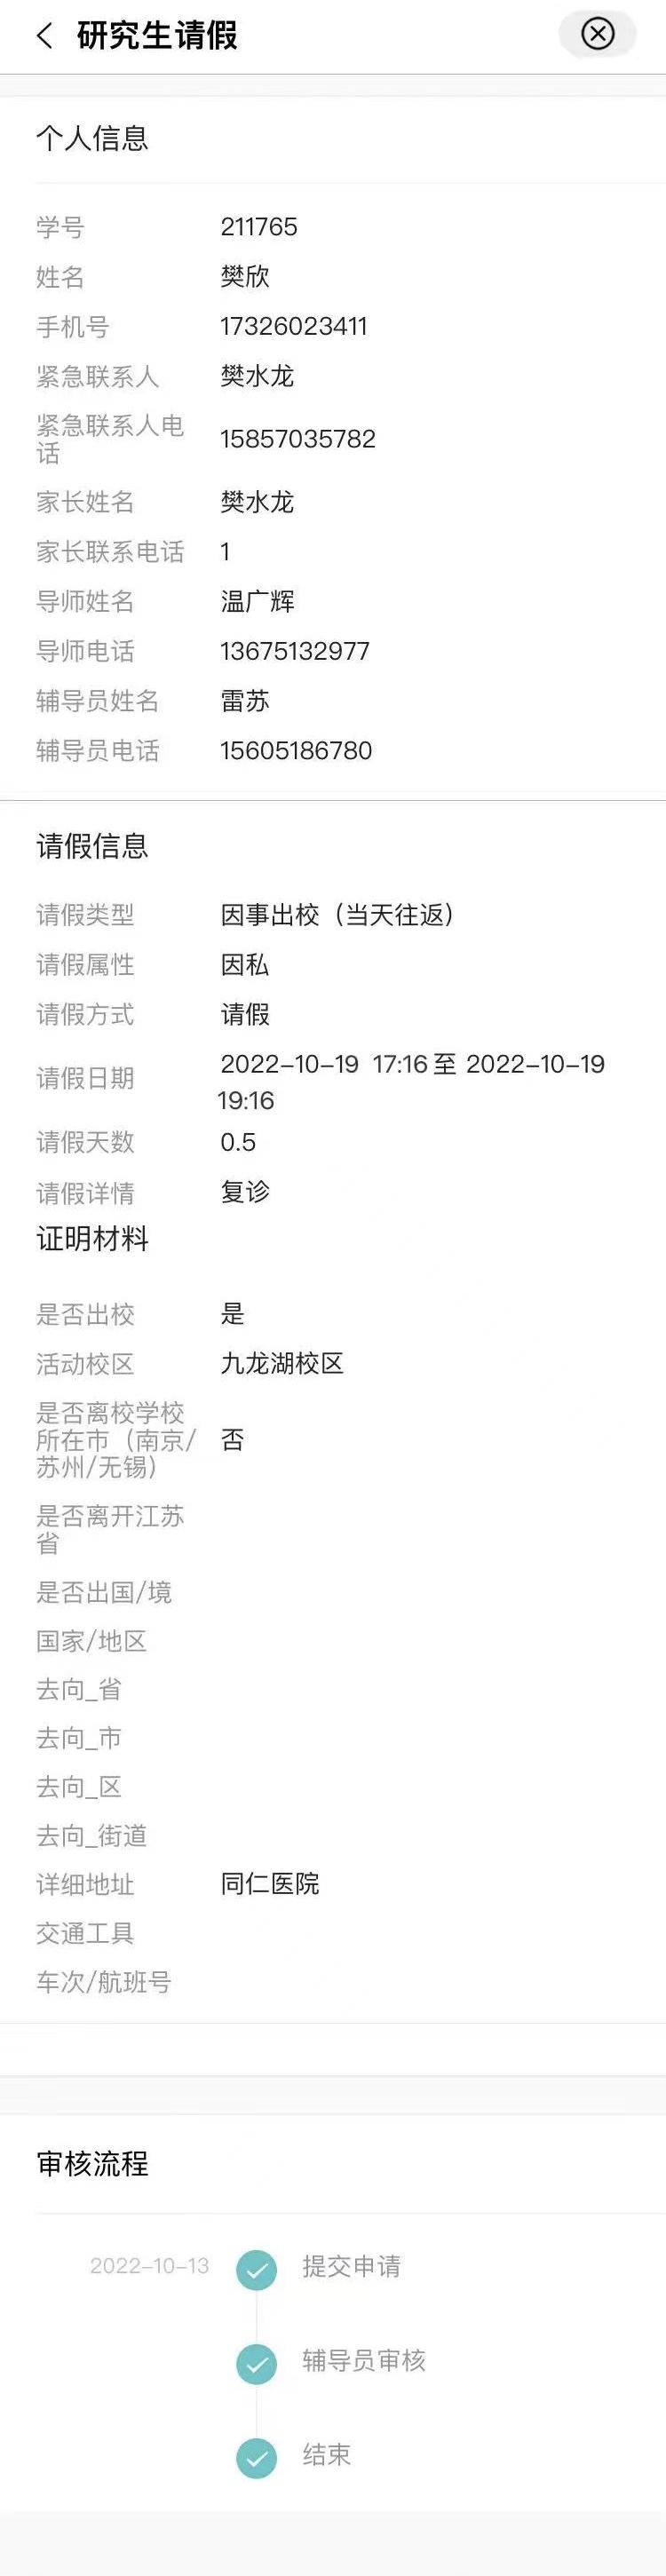 研究生请假
个人信息
学号 211765
姓名 樊欣
手机号 17326023411
紧急联系人 樊水龙
紧急联系人电
话 15857035782
家长姓名 樊水龙
家长联系电话 1
导师姓名 温广辉
导师电话 13675132977
辅导员姓名 雷苏
辅导员电话 15605186780
请假信息
请假类型 因事出校（当天往返）
请假属性 因私
请假方式 请假
请假日期 2022-10-19 17:16至 2022-10-19
19:16
请假天数 0.5
请假详情 复诊
证明材料
是否出校 是
活动校区 九龙湖校区
是否离校学校
所在市（南京/ 否
苏州/无锡）
是否离开江苏
省
是否出国/境
国家/地区
去向_省
去向_市
去向_区
去向_街道
详细地址 同仁医院
交通工具
车次/航班号
审核流程
2022-10-13 提交申请
辅导员审核
结束